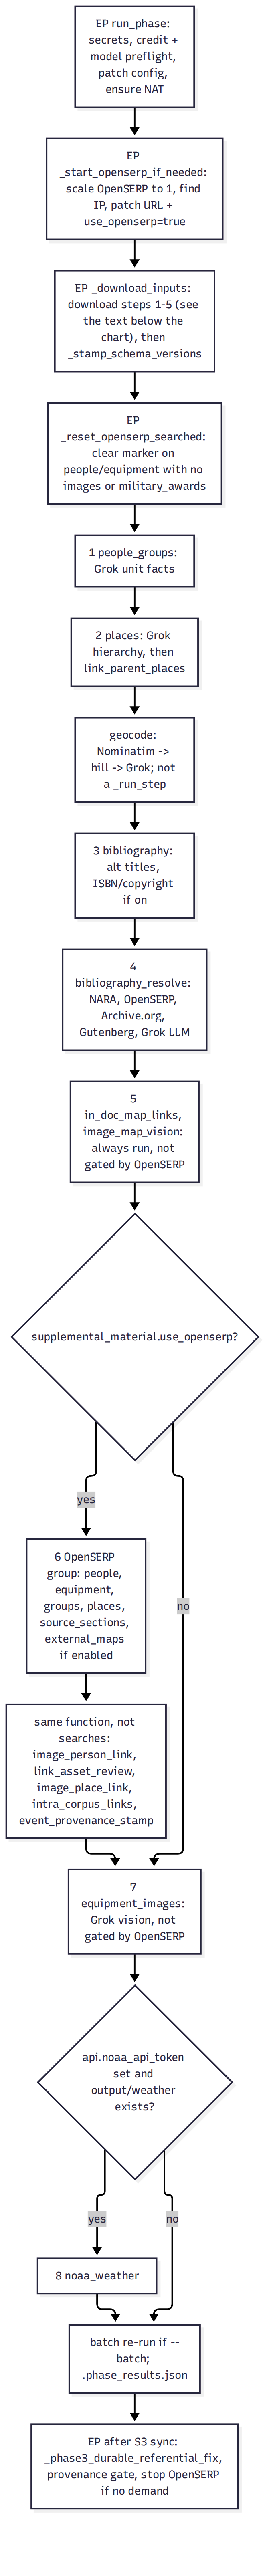 EP run_phase:
secrets, credit +
model preflight,
patch config,
ensure NAT
EP
_start_openserp_if_needed:
scale OpenSERP to 1, find
IP, patch URL +
use_openserp=true
EP _download_inputs:
download steps 1-5 (see
the text below the
chart), then
_stamp_schema_versions
EP
_reset_openserp_searched:
clear marker on
people/equipment with no
images or military_awards
1 people_groups:
Grok unit facts
2 places: Grok
hierarchy, then
link_parent_places
geocode:
Nominatim ->
hill -> Grok; not
a _run_step
3 bibliography:
alt titles,
ISBN/copyright
if on
4
bibliography_resolve:
NARA, OpenSERP,
Archive.org,
Gutenberg, Grok LLM
5
in_doc_map_links,
image_map_vision:
always run, not
gated by OpenSERP
supplemental_material.use_openserp?
yes
no
6 OpenSERP
group: people,
equipment,
groups, places,
source_sections,
external_maps
if enabled
same function, not
searches:
image_person_link,
link_asset_review,
image_place_link,
intra_corpus_links,
event_provenance_stamp
7
equipment_images:
Grok vision, not
gated by OpenSERP
api.noaa_api_token
set and
output/weather
exists?
yes
no
8 noaa_weather
batch re-run if --
batch;
.phase_results.json
EP after S3 sync:
_phase3_durable_referential_fix,
provenance gate, stop OpenSERP
if no demand